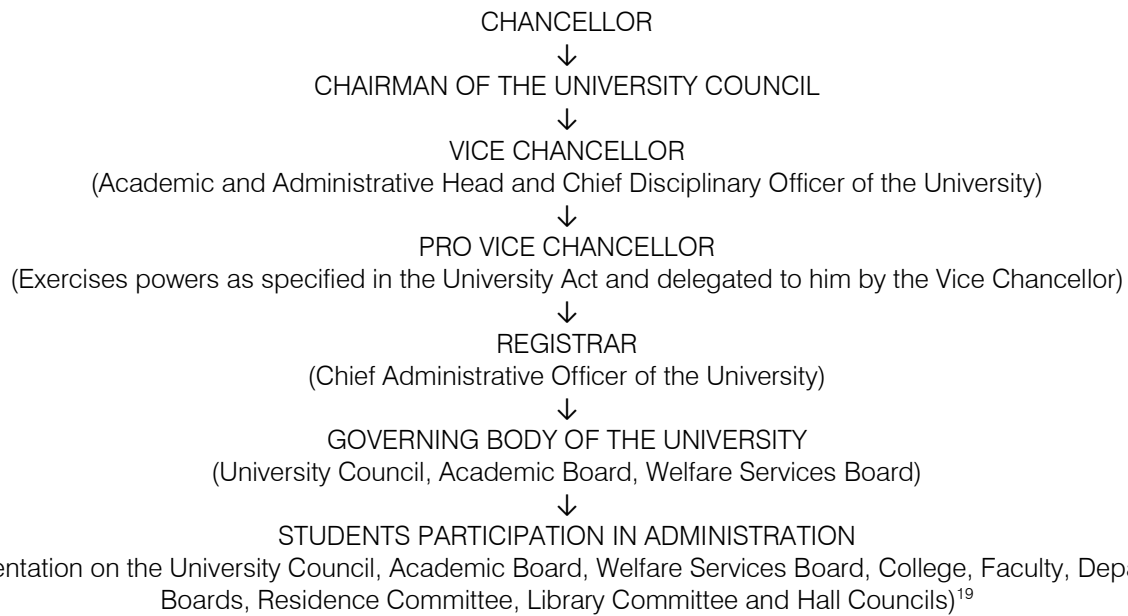 CHANCELLOR
↓
CHAIRMAN OF THE UNIVERSITY COUNCIL
↓
VICE CHANCELLOR
(Academic and Administrative Head and Chief Disciplinary Officer of the University)
↓
PRO VICE CHANCELLOR
(Exercises powers as specified in the University Act and delegated to him by the Vice Chancellor)
↓
REGISTRAR
(Chief Administrative Officer of the University)
↓
GOVERNING BODY OF THE UNIVERSITY
(University Council, Academic Board, Welfare Services Board)
↓
STUDENTS PARTICIPATION IN ADMINISTRATION
on the University Council, Academic Board, Welfare Services Board, College, Faculty,
Boards, Residence Committee, Library Committee and Hall Councils)¹⁹